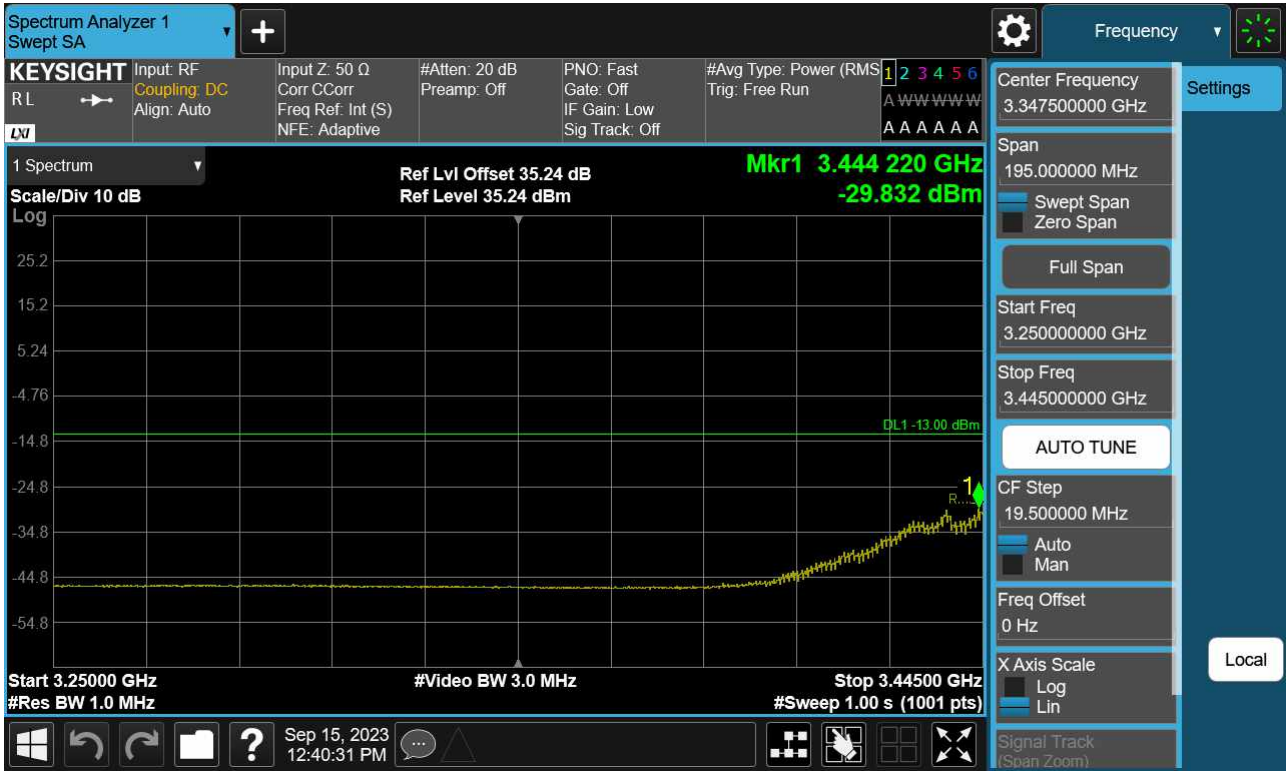 Spectrum Analyzer 1
Swept SA
+
Frequency
KEYSIGHT
R L
LXI
Input: RF
Coupling: DC
Align: Auto
Input Z: 50 Ω
Corr CCorr
Freq Ref: Int (S)
NFE: Adaptive
#Atten: 20 dB
Preamp: Off
PNO: Fast
Gate: Off
IF Gain: Low
Sig Track: Off
#Avg Type: Power (RMS
Trig: Free Run
1 2 3 4 5 6
A W W W W W
A A A A A A
1 Spectrum
Scale/Div 10 dB
Log
Ref Lvl Offset 35.24 dB
Ref Level 35.24 dBm
Mkr1 3.444 220 GHz
-29.832 dBm
25.2
15.2
5.24
-4.76
-14.8
-24.8
-34.8
-44.8
-54.8
DL1 -13.00 dBm
1
R...
Start 3.25000 GHz
#Res BW 1.0 MHz
#Video BW 3.0 MHz
Stop 3.44500 GHz
#Sweep 1.00 s (1001 pts)
Center Frequency
3.347500000 GHz
Span
195.000000 MHz
Swept Span
Zero Span
Full Span
Start Freq
3.250000000 GHz
Stop Freq
3.445000000 GHz
AUTO TUNE
CF Step
19.500000 MHz
Auto
Man
Freq Offset
0 Hz
X Axis Scale
Log
Lin
Signal Track
(Span Zoom)
Settings
Local
?
Sep 15, 2023
12:40:31 PM